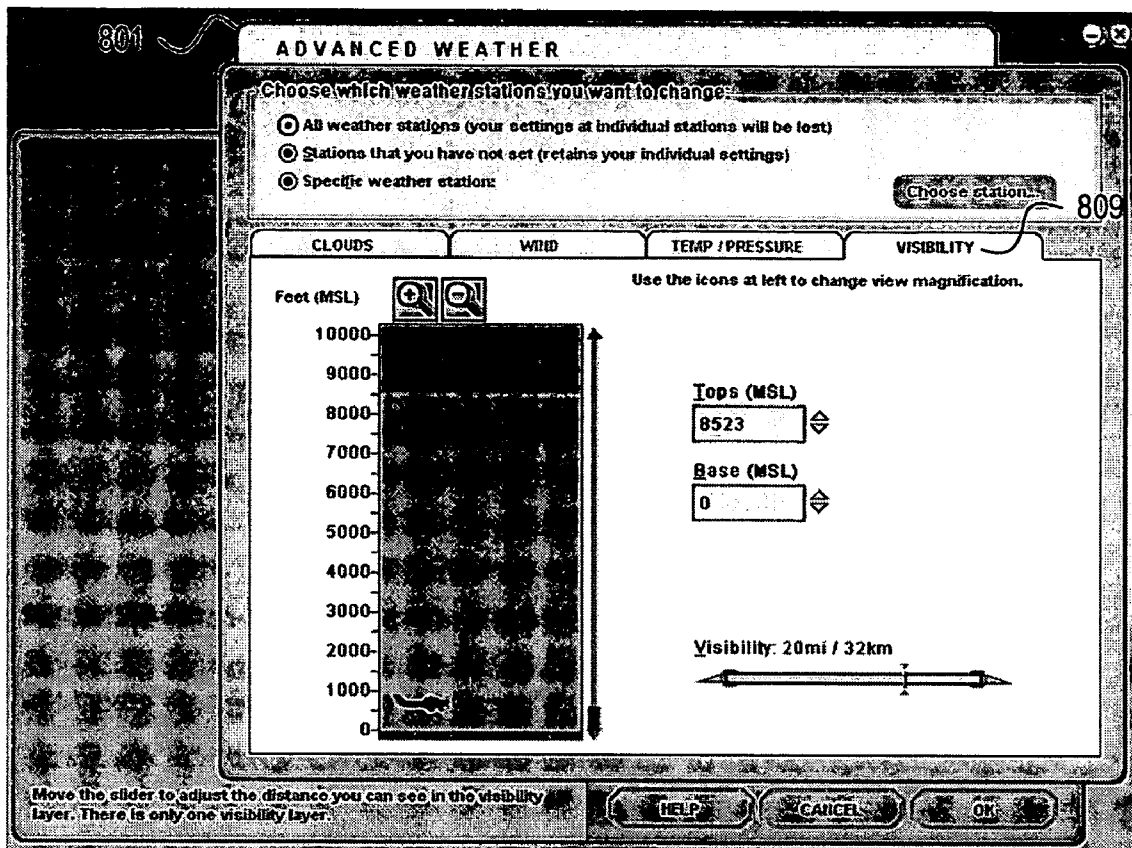 801
ADVANCED WEATHER
Choose which weather stations you want to change:
All weather stations (your settings at individual stations will be lost)
Stations that you have not set (retains your individual settings)
Specific weather station:
Choose station...
809
CLOUDS
WIND
TEMP / PRESSURE
VISIBILITY
Use the icons at left to change view magnification.
Feet (MSL)
10000
9000
8000
7000
6000
5000
4000
3000
2000
1000
0
Tops (MSL)
8523
Base (MSL)
0
Visibility: 20mi / 32km
Move the slider to adjust the distance you can see in the visibility
layer. There is only one visibility layer.
HELP
CANCEL
OK